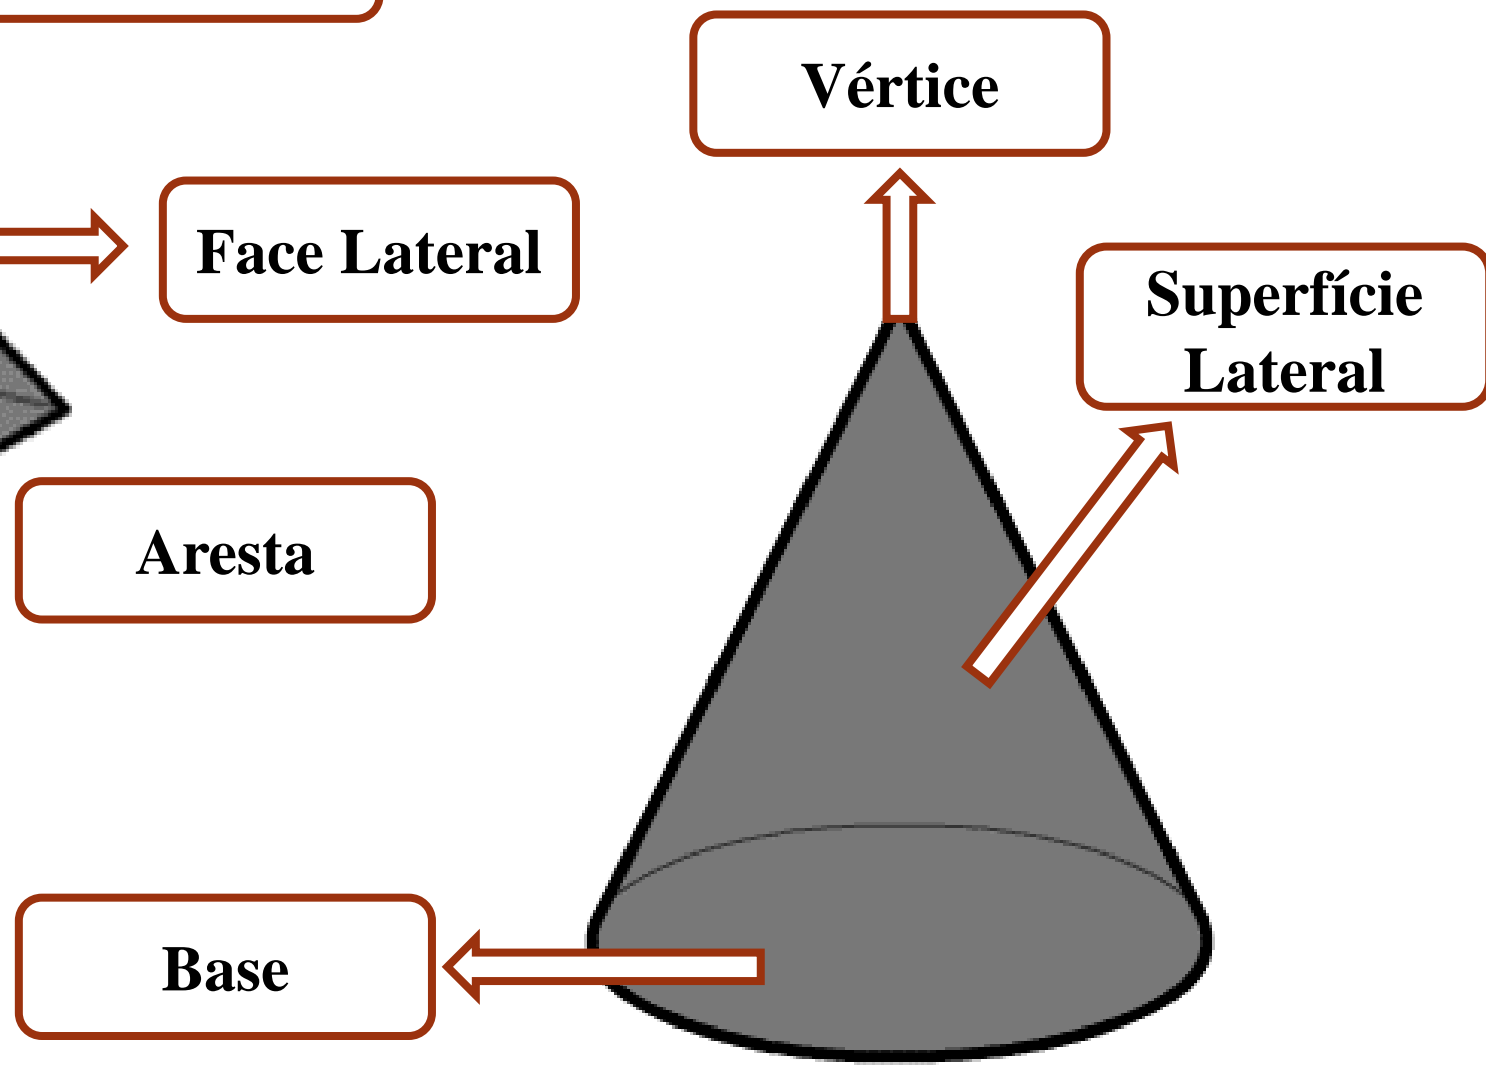 Vértice
Face Lateral
Superfície
Lateral
Aresta
Base